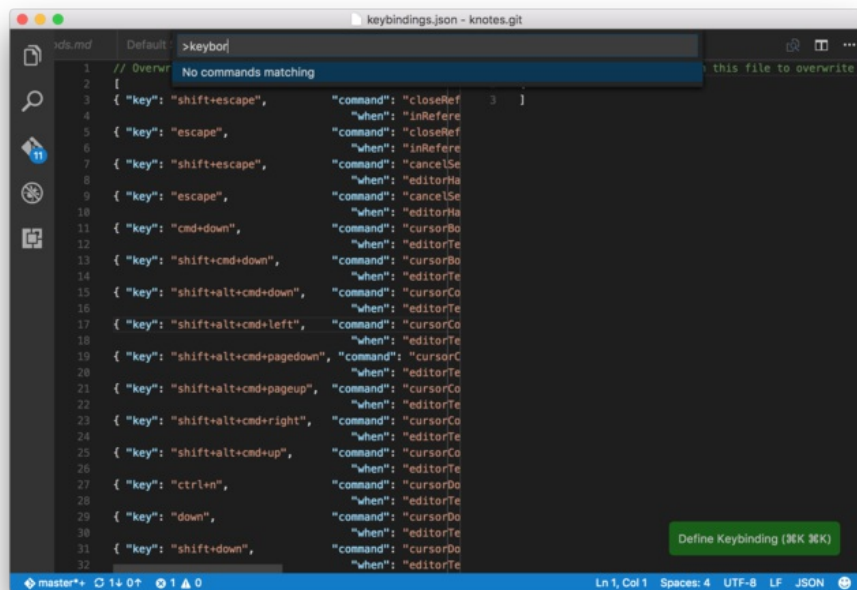 keybindings.json - knotes.git
ods.md
Default
>keybor
No commands matching
1 // Overwr
n this file to overwrite
2 [
3 { "key": "shift+escape", "command": "closeRef
3 ]
4 "when": "inRefere
5 { "key": "escape", "command": "closeRef
6 "when": "inRefere
7 { "key": "shift+escape", "command": "cancelSe
8 "when": "editorHa
9 { "key": "escape", "command": "cancelSe
10 "when": "editorHa
11 { "key": "cmd+down", "command": "cursorBo
12 "when": "editorTe
13 { "key": "shift+cmd+down", "command": "cursorBo
14 "when": "editorTe
15 { "key": "shift+alt+cmd+down", "command": "cursorCo
16 "when": "editorTe
17 { "key": "shift+alt+cmd+left", "command": "cursorCo
18 "when": "editorTe
19 { "key": "shift+alt+cmd+pagedown", "command": "cursorC
20 "when": "editorTe
21 { "key": "shift+alt+cmd+pageup", "command": "cursorCo
22 "when": "editorTe
23 { "key": "shift+alt+cmd+right", "command": "cursorCo
24 "when": "editorTe
25 { "key": "shift+alt+cmd+up", "command": "cursorCo
26 "when": "editorTe
27 { "key": "ctrl+n", "command": "cursorDo
28 "when": "editorTe
29 { "key": "down", "command": "cursorDo
30 "when": "editorTe
31 { "key": "shift+down", "command": "cursorDo
32 "when": "editorTe
11
Define Keybinding (⌘K ⌘K)
master*+ 1↓ 0↑ 1 0 Ln 1, Col 1 Spaces: 4 UTF-8 LF JSON